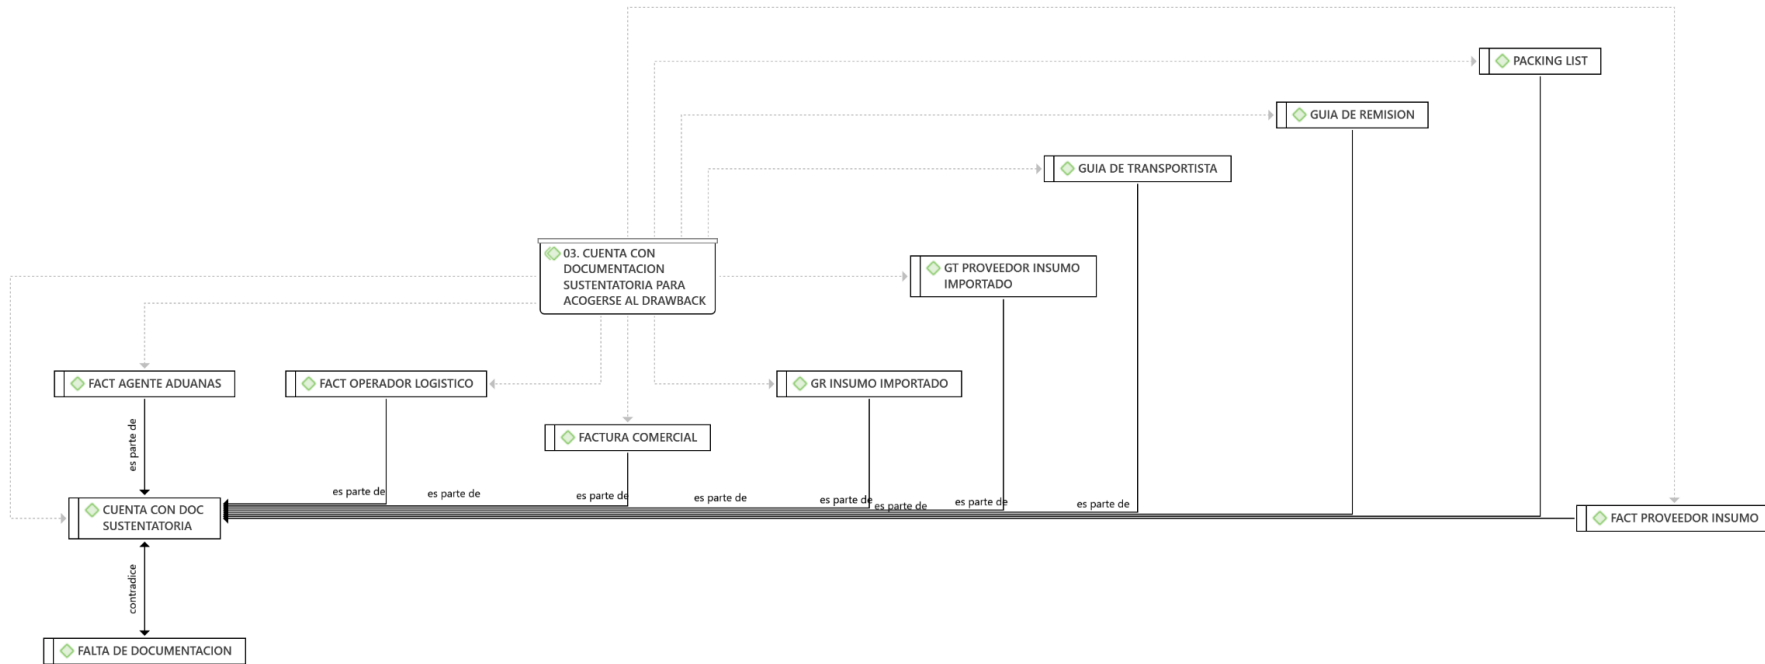 PACKING LIST
GUIA DE REMISION
GUIA DE TRANSPORTISTA
03. CUENTA CON
DOCUMENTACION
SUSTENTATORIA PARA
ACOGERSE AL DRAWBACK
GT PROVEEDOR INSUMO
IMPORTADO
FACT AGENTE ADUANAS
FACT OPERADOR LOGISTICO
GR INSUMO IMPORTADO
FACTURA COMERCIAL
es parte de
es parte de
es parte de
es parte de
es parte de
es parte de
es parte de
es parte de
es parte de
CUENTA CON DOC
SUSTENTATORIA
FACT PROVEEDOR INSUMO
contradice
FALTA DE DOCUMENTACION